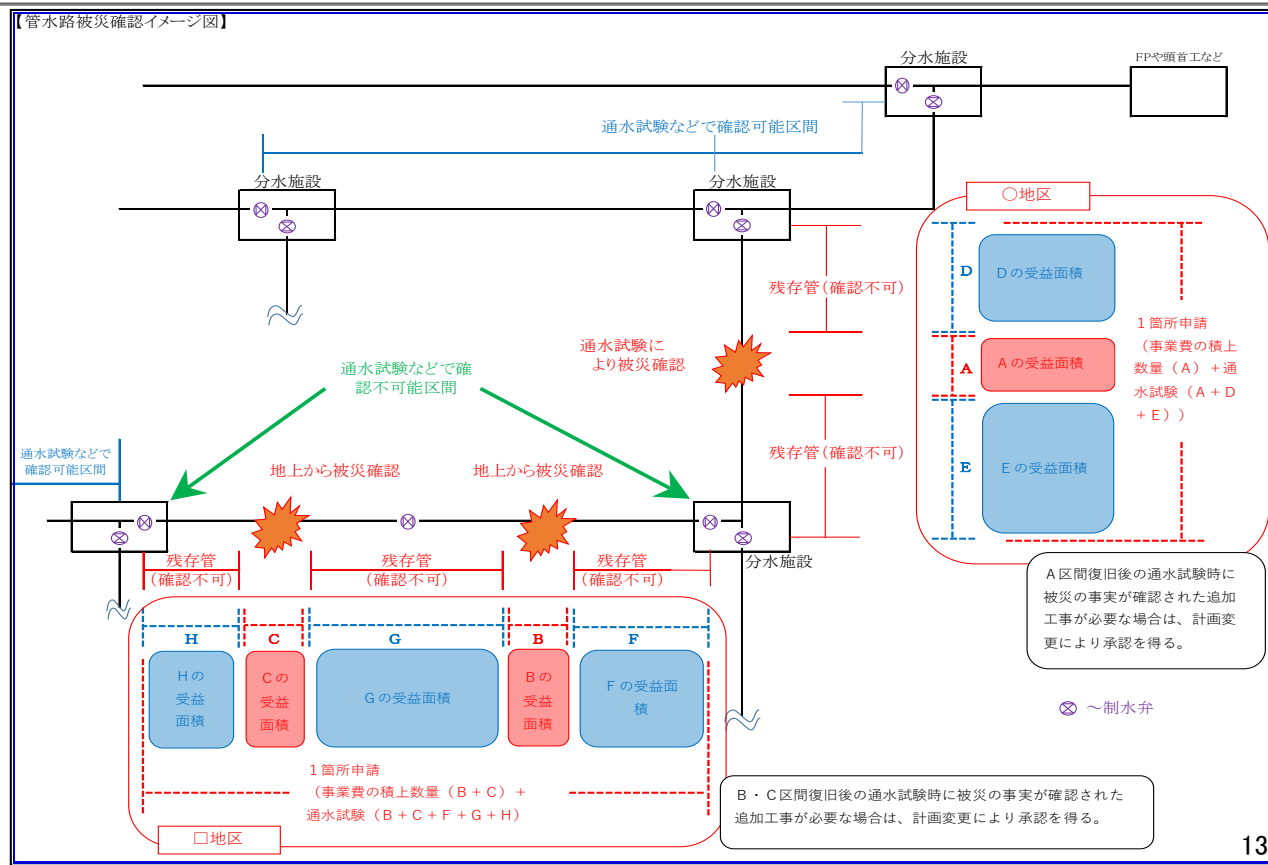 【管水路被災確認イメージ図】
分水施設
FPや頭首工など
通水試験などで確認可能区間
分水施設
分水施設
○地区
残存管(確認不可)
D
Dの受益面積
1箇所申請
(事業費の積上
数量(A)+通
水試験(A+D
+E))
通水試験に
より被災確認
A
Aの受益面積
通水試験などで確
認不可能区間
残存管(確認不可)
E
Eの受益面積
通水試験などで
確認可能区間
地上から被災確認
地上から被災確認
分水施設
残存管
(確認不可)
残存管
(確認不可)
残存管
(確認不可)
A区間復旧後の通水試験時に
被災の事実が確認された追加
工事が必要な場合は、計画変
更により承認を得る。
H
C
G
B
F
Hの
受益
面積
Cの
受益
面積
Gの受益面積
Bの
受益
面積
Fの受益面
積
~制水弁
1箇所申請
(事業費の積上数量(B+C)+
通水試験(B+C+F+G+H)
B・C区間復旧後の通水試験時に被災の事実が確認された
追加工事が必要な場合は、計画変更により承認を得る。
□地区
13